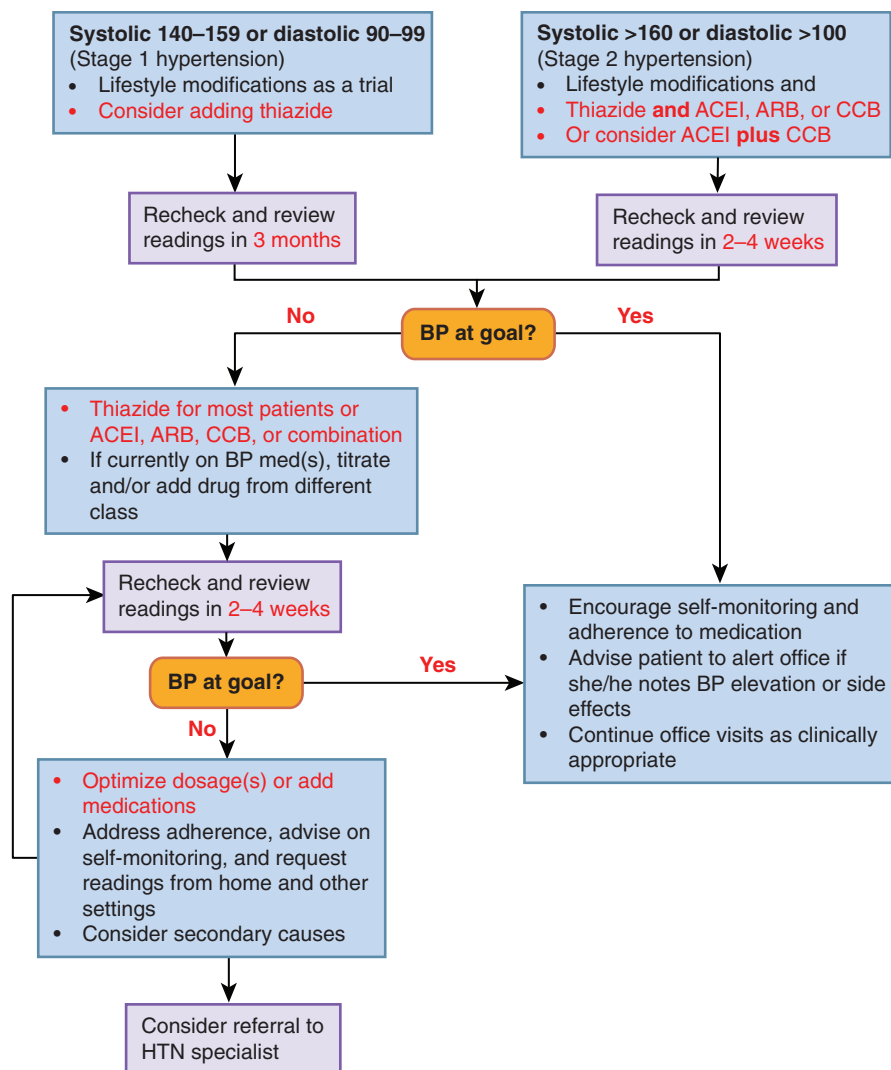 Systolic 140–159 or diastolic 90–99
(Stage 1 hypertension)
• Lifestyle modifications as a trial
• Consider adding thiazide
Systolic >160 or diastolic >100
(Stage 2 hypertension)
• Lifestyle modifications and
• Thiazide and ACEI, ARB, or CCB
• Or consider ACEI plus CCB
Recheck and review
readings in 3 months
Recheck and review
readings in 2–4 weeks
No
BP at goal?
Yes
• Thiazide for most patients or
ACEI, ARB, CCB, or combination
• If currently on BP med(s), titrate
and/or add drug from different
class
Recheck and review
readings in 2–4 weeks
BP at goal?
Yes
No
• Encourage self-monitoring and
adherence to medication
• Advise patient to alert office if
she/he notes BP elevation or side
effects
• Continue office visits as clinically
appropriate
• Optimize dosage(s) or add
medications
• Address adherence, advise on
self-monitoring, and request
readings from home and other
settings
• Consider secondary causes
Consider referral to
HTN specialist